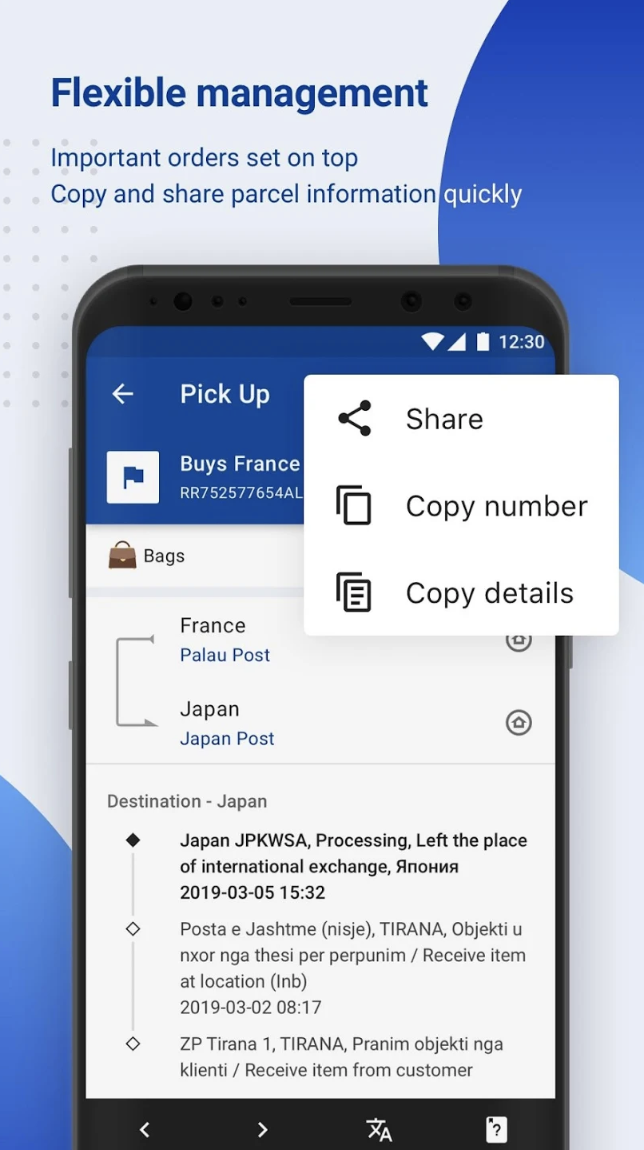 Flexible management
Important orders set on top
Copy and share parcel information quickly
12:30
Pick Up
Share
Buys France
RR752577654AL
Copy number
Bags
Copy details
France
Palau Post
Japan
Japan Post
Destination - Japan
Japan JPKWSA, Processing, Left the place
of international exchange, Япония
2019-03-05 15:32
Posta e Jashtme (nisje), TIRANA, Objekti u
nxor nga thesi per perpunim / Receive item
at location (Inb)
2019-03-02 08:17
ZP Tirana 1, TIRANA, Pranim objekti nga
klienti / Receive item from customer